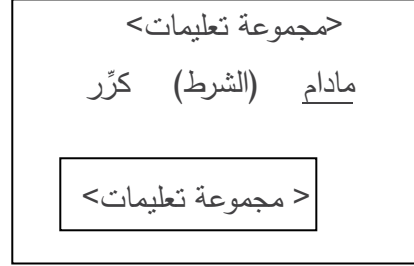 <مجموعة تعليمات>
مادام (الشرط) كرِّر
< مجموعة تعليمات>